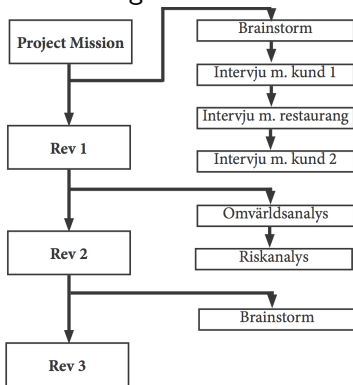 Project Mission
Brainstorm
Intervju m. kund 1
Intervju m. restaurang
Rev 1
Intervju m. kund 2
Omvärldsanalys
Rev 2
Riskanalys
Brainstorm
Rev 3